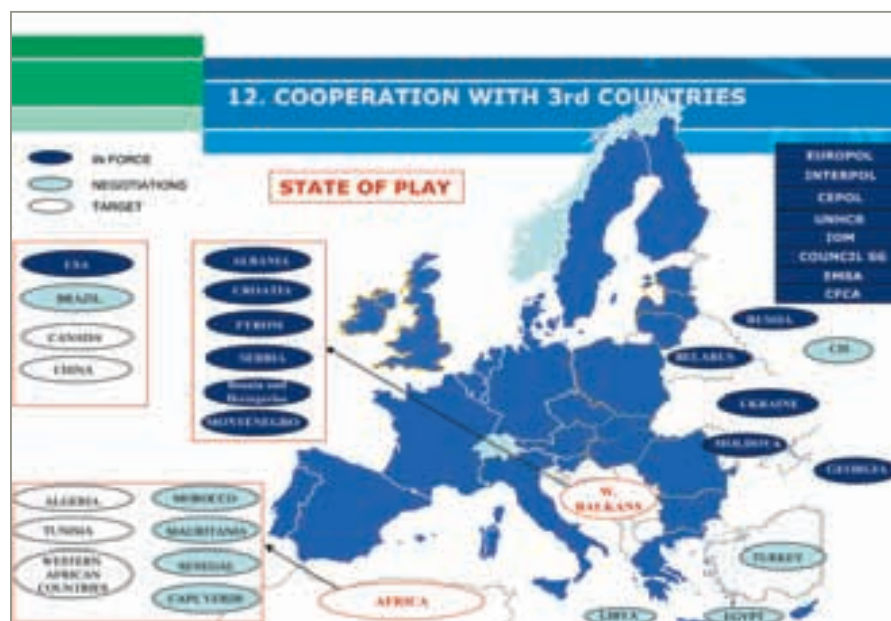 12. COOPERATION WITH 3rd COUNTRIES
IN FORCE
NEGOTIATIONS
TARGET
STATE OF PLAY
EUROPOL
INTERPOL
CEPOL
UNHCR
IOM
COUNCIL SG
EMSA
CFCA
USA
BRAZIL
CANADA
CHINA
ALBANIA
CROATIA
FYROM
SERBIA
Bosnia and
Herzegovina
MONTENEGRO
RUSSIA
CIS
BELARUS
UKRAINE
MOLDOVA
GEORGIA
W.
BALKANS
ALGERIA
TUNISIA
WESTERN
AFRICAN
COUNTRIES
MOROCCO
MAURITANIA
SENEGAL
CAPE VERDE
AFRICA
TURKEY
LIBYA
EGYPT